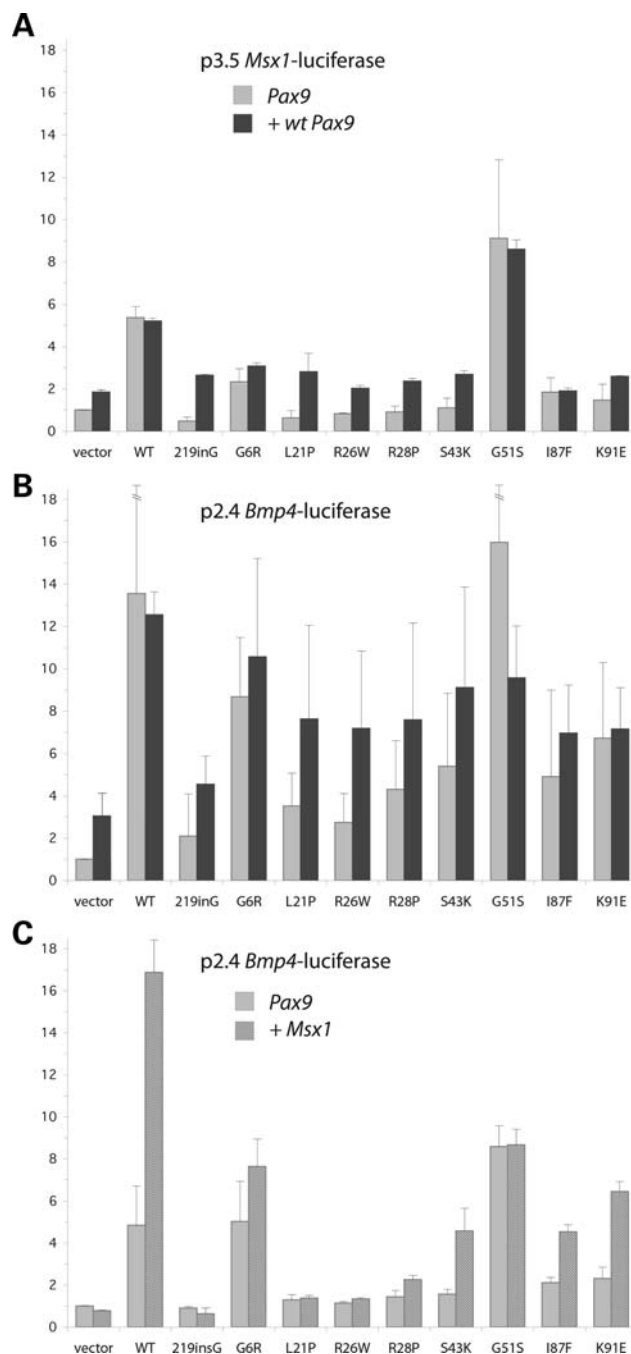 A
p3.5 Msx1-luciferase
Pax9
+ wt Pax9
18
16
14
12
10
8
6
4
2
0
vector WT 219inG G6R L21P R26W R28P S43K G51S I87F K91E
B
p2.4 Bmp4-luciferase
18
16
14
12
10
8
6
4
2
0
vector WT 219inG G6R L21P R26W R28P S43K G51S I87F K91E
C
p2.4 Bmp4-luciferase
Pax9
+ Msx1
18
16
14
12
10
8
6
4
2
0
vector WT 219insG G6R L21P R26W R28P S43K G51S I87F K91E